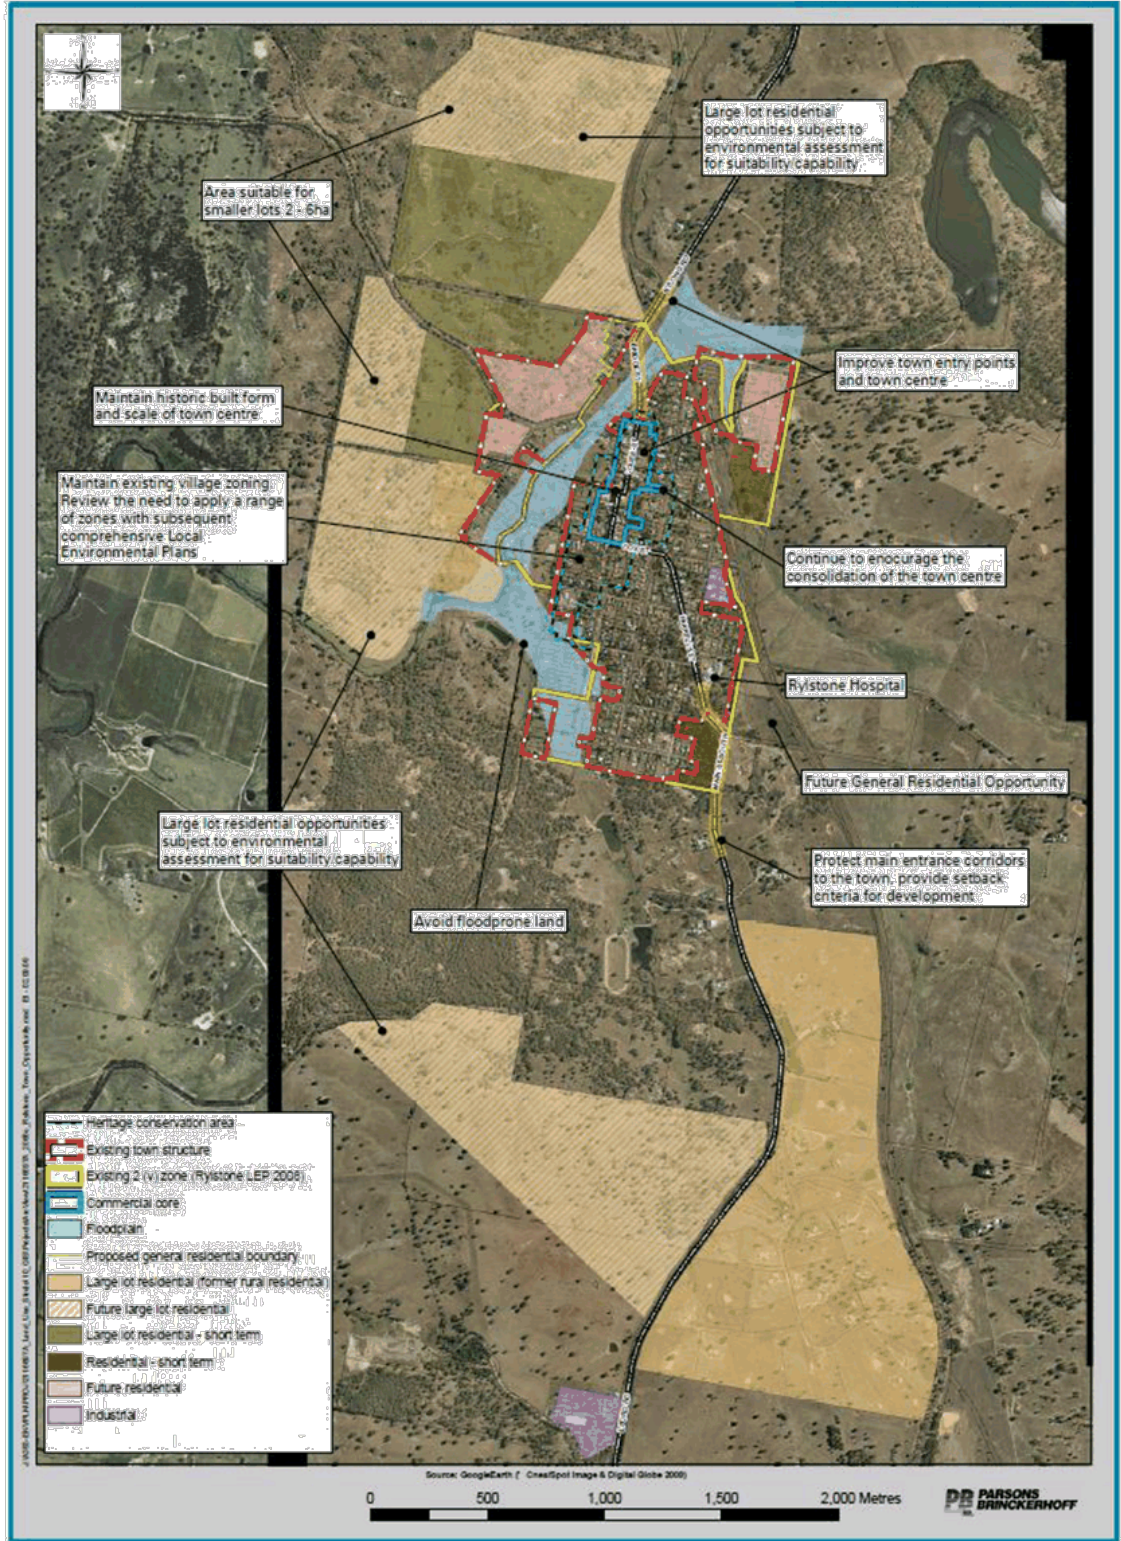 Large lot residential
opportunities subject to
environmental assessment
for suitability/capability
Area suitable for
smaller lots 2 - 6ha
Improve town entry points
and town centre
Maintain historic built form
and scale of town centre
Maintain existing village zoning.
Review the need to apply a range
of zones with subsequent
comprehensive Local
Environmental Plans
Continue to enocurage the
consolidation of the town centre
Rylstone Hospital
Future General Residential Opportunity
Large lot residential opportunities
subject to environmental
assessment for suitability/capability
Protect main entrance corridors
to the town, provide setback
criteria for development
Avoid floodprone land
Heritage conservation area
Existing town structure
Existing 2 (v) zone (Rylstone LEP 2008)
Commercial core
Floodplain
Proposed general residential boundary
Large lot residential (former rural residential)
Future large lot residential
Large lot residential - short term
Residential - short term
Future residential
Industrial
Source: GoogleEarth (' Cnes/Spot Image & Digital Globe 2009)
0 500 1,000 1,500 2,000 Metres
PB
PARSONS
BRINCKERHOFF